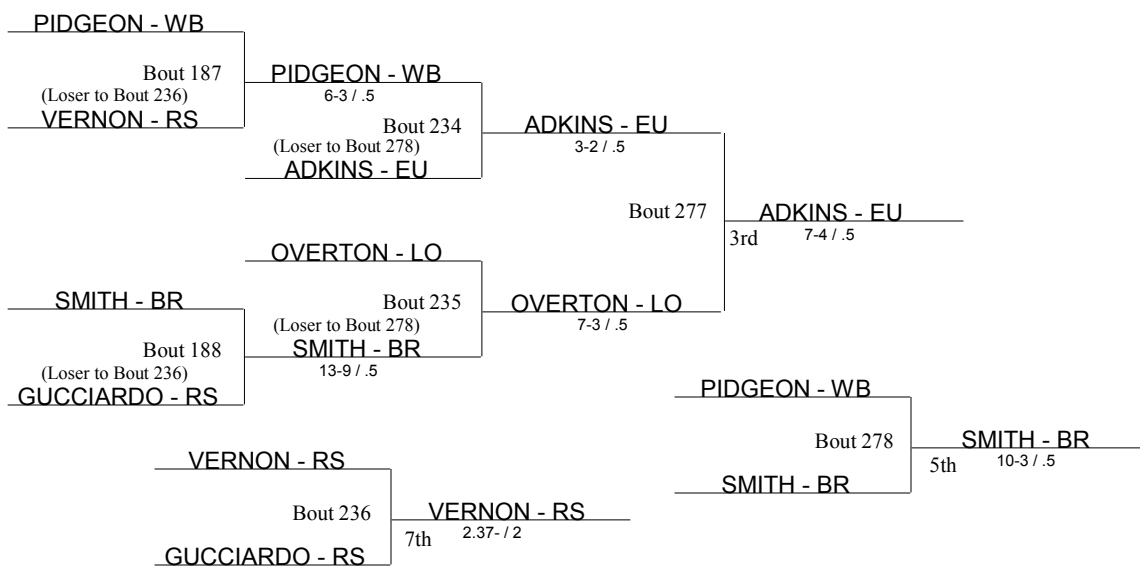 PIDGEON - WB
Bout 187
(Loser to Bout 236)
VERNON - RS
PIDGEON - WB
6-3 / .5
Bout 234
(Loser to Bout 278)
ADKINS - EU
ADKINS - EU
3-2 / .5
Bout 277
ADKINS - EU
7-4 / .5
3rd
OVERTON - LO
Bout 235
(Loser to Bout 278)
SMITH - BR
13-9 / .5
OVERTON - LO
7-3 / .5
SMITH - BR
Bout 188
(Loser to Bout 236)
GUCCIARDO - RS
PIDGEON - WB
Bout 278
SMITH - BR
SMITH - BR
10-3 / .5
5th
VERNON - RS
Bout 236
GUCCIARDO - RS
VERNON - RS
2.37- / 2
7th